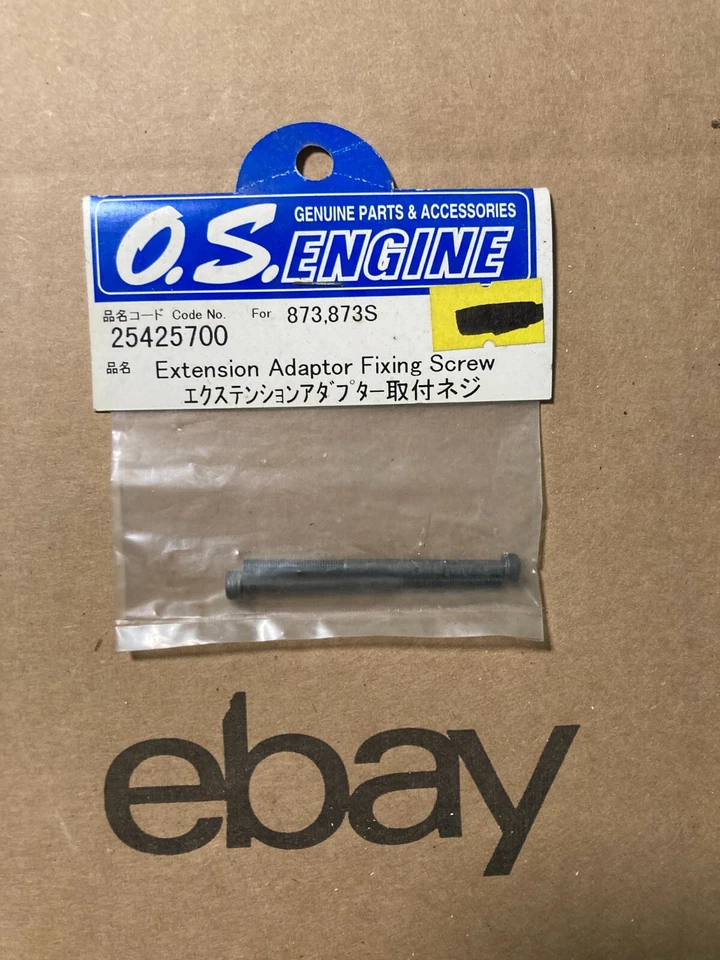 GENUINE PARTS & ACCESSORIES
O.S. ENGINE
品名コード Code No. For 873,873S
25425700
品名 Extension Adaptor Fixing Screw
エクステンションアダプター取付ネジ
ebay